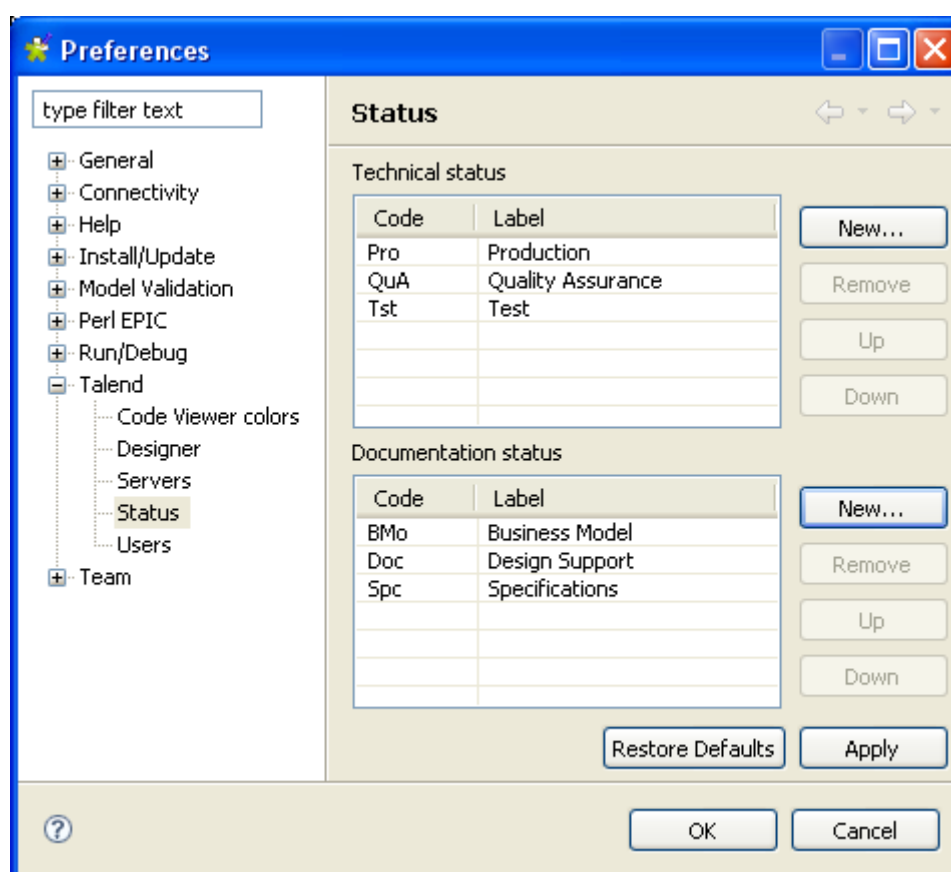 Preferences
type filter text
General
Connectivity
Help
Install/Update
Model Validation
Perl EPIC
Run/Debug
Talend
Code Viewer colors
Designer
Servers
Status
Users
Team
Status
Technical status
Code Label
Pro Production
QuA Quality Assurance
Tst Test
New...
Remove
Up
Down
Documentation status
Code Label
BMo Business Model
Doc Design Support
Spc Specifications
New...
Remove
Up
Down
Restore Defaults Apply
? OK Cancel